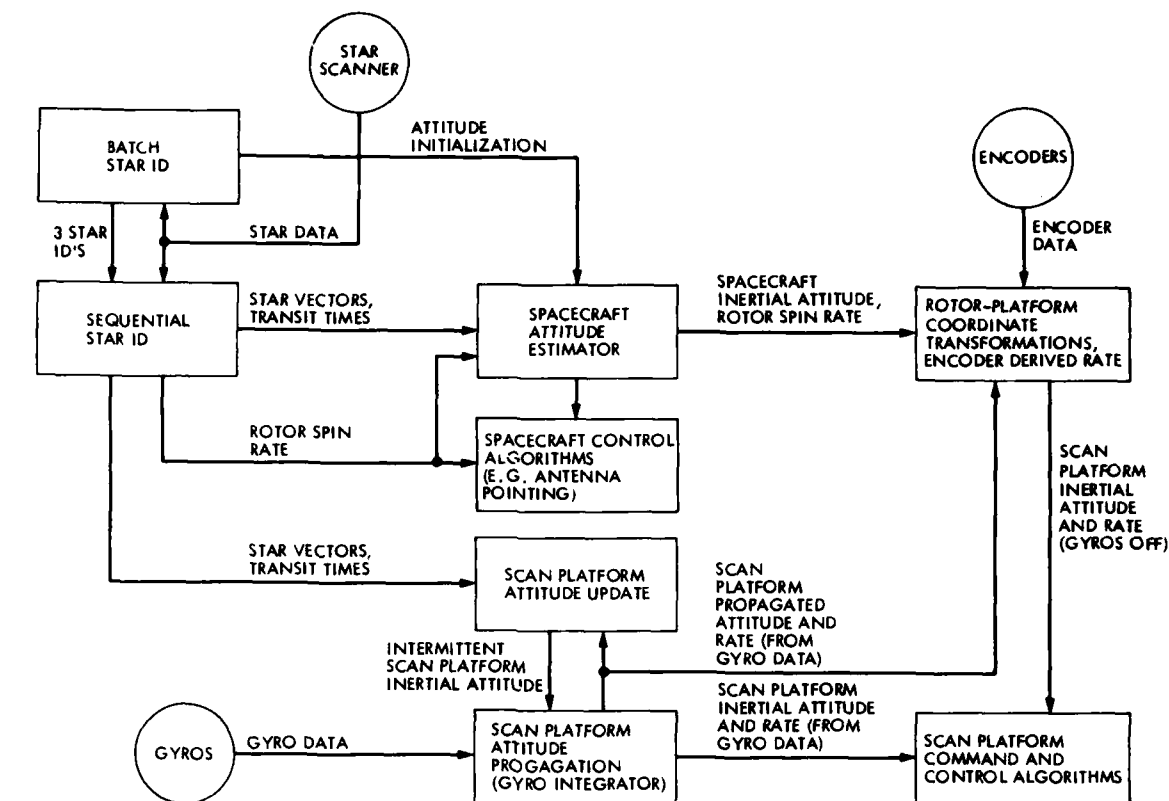 STAR
SCANNER
BATCH
STAR ID
ATTITUDE
INITIALIZATION
ENCODERS
3 STAR
ID'S
STAR DATA
ENCODER
DATA
SEQUENTIAL
STAR ID
STAR VECTORS,
TRANSIT TIMES
SPACECRAFT
ATTITUDE
ESTIMATOR
SPACECRAFT
INERTIAL ATTITUDE,
ROTOR SPIN RATE
ROTOR-PLATFORM
COORDINATE
TRANSFORMATIONS,
ENCODER DERIVED RATE
ROTOR SPIN
RATE
SPACECRAFT CONTROL
ALGORITHMS
(E.G. ANTENNA
POINTING)
SCAN
PLATFORM
INERTIAL
ATTITUDE
AND RATE
(GYROS OFF)
STAR VECTORS,
TRANSIT TIMES
SCAN PLATFORM
ATTITUDE UPDATE
SCAN
PLATFORM
PROPAGATED
ATTITUDE AND
RATE (FROM
GYRO DATA)
INTERMITTENT
SCAN PLATFORM
INERTIAL ATTITUDE
GYROS
GYRO DATA
SCAN PLATFORM
ATTITUDE
PROGAGATION
(GYRO INTEGRATOR)
SCAN PLATFORM
INERTIAL ATTITUDE
AND RATE (FROM
GYRO DATA)
SCAN PLATFORM
COMMAND AND
CONTROL ALGORITHMS